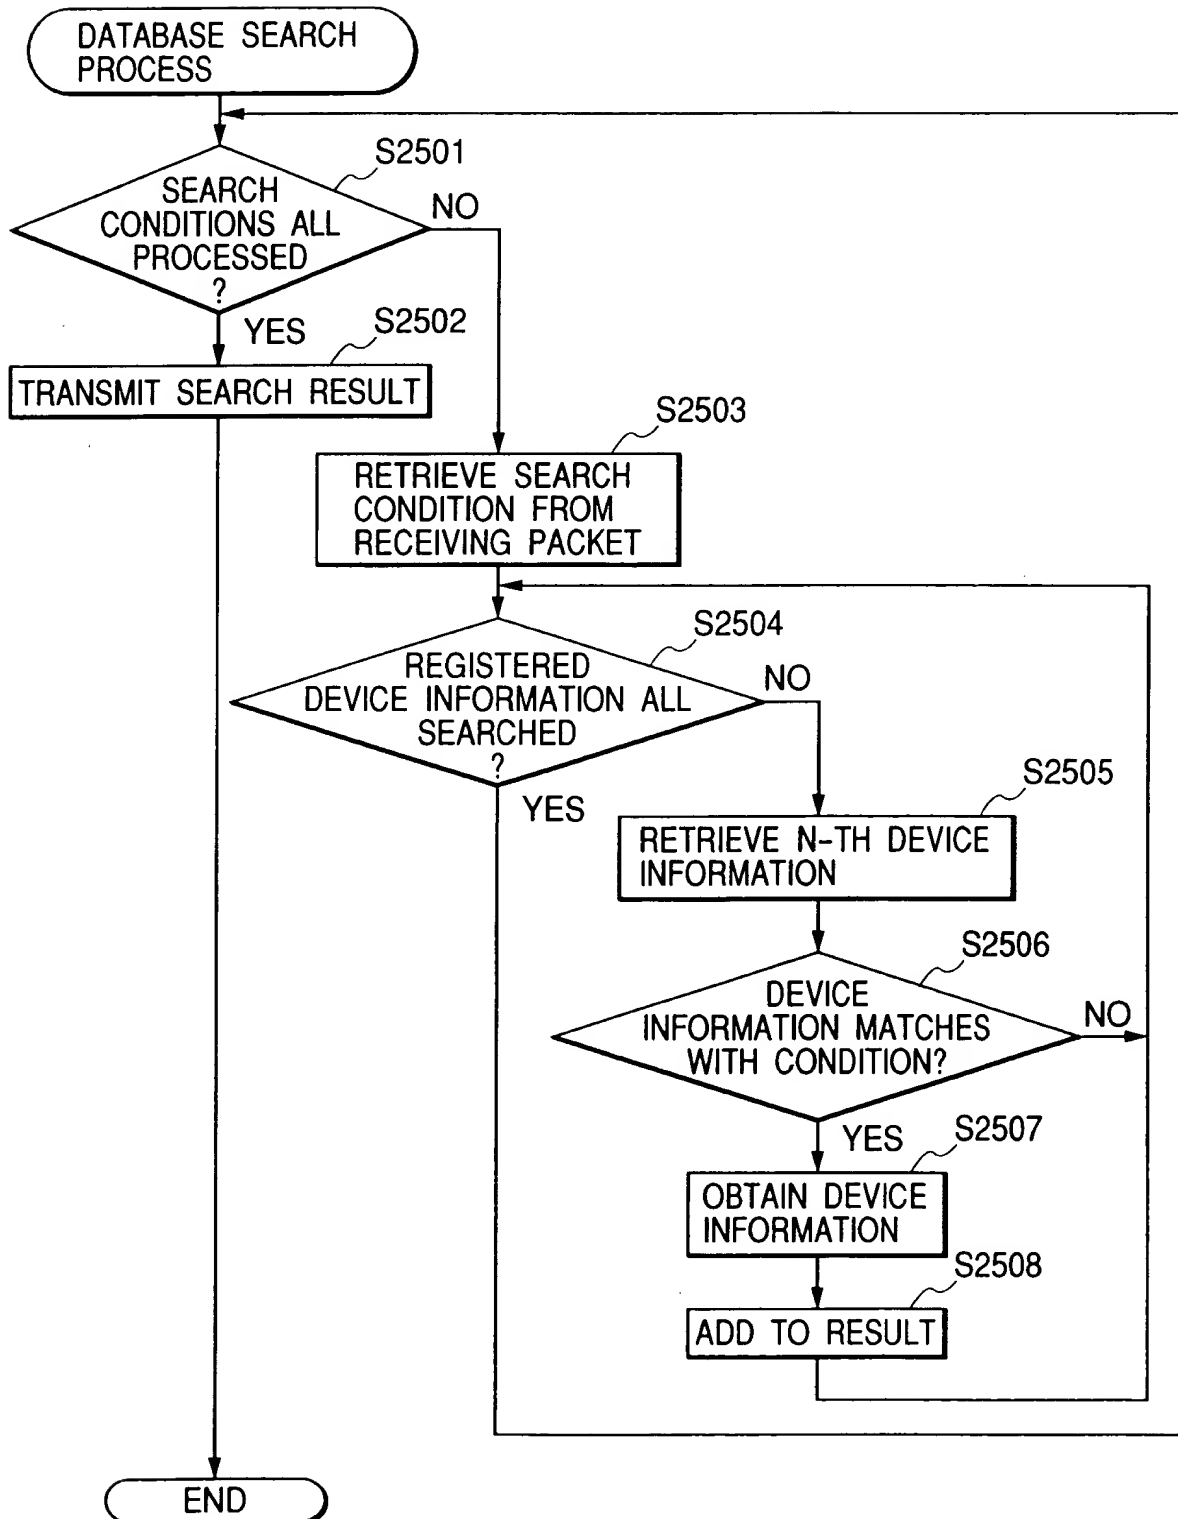 DATABASE SEARCH
PROCESS
S2501
SEARCH
CONDITIONS ALL
PROCESSED
?
NO
YES
S2502
TRANSMIT SEARCH RESULT
S2503
RETRIEVE SEARCH
CONDITION FROM
RECEIVING PACKET
S2504
REGISTERED
DEVICE INFORMATION ALL
SEARCHED
?
NO
YES
S2505
RETRIEVE N-TH DEVICE
INFORMATION
S2506
DEVICE
INFORMATION MATCHES
WITH CONDITION?
NO
YES
S2507
OBTAIN DEVICE
INFORMATION
S2508
ADD TO RESULT
END